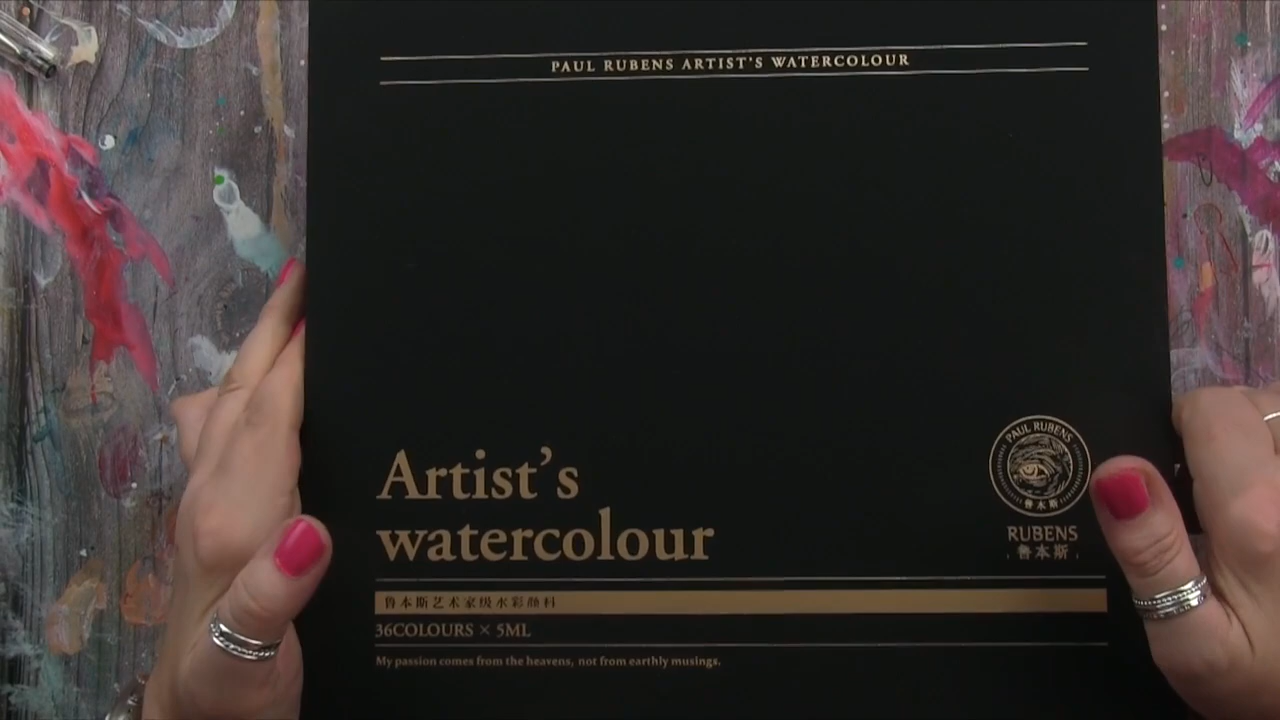 PAUL RUBENS ARTIST'S WATERCOLOUR
Artist's
watercolour
PAUL RUBENS
鲁本斯
RUBENS
鲁本斯
鲁本斯艺术家级水彩颜料
36COLOURS × 5ML
My passion comes from the heavens, not from earthly musings.